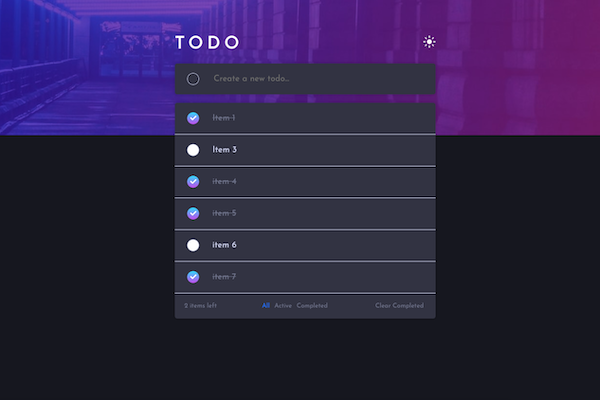 TODO
Create a new todo...
Item 1
Item 3
item 4
item 5
item 6
item 7
2 items left All Active Completed Clear Completed